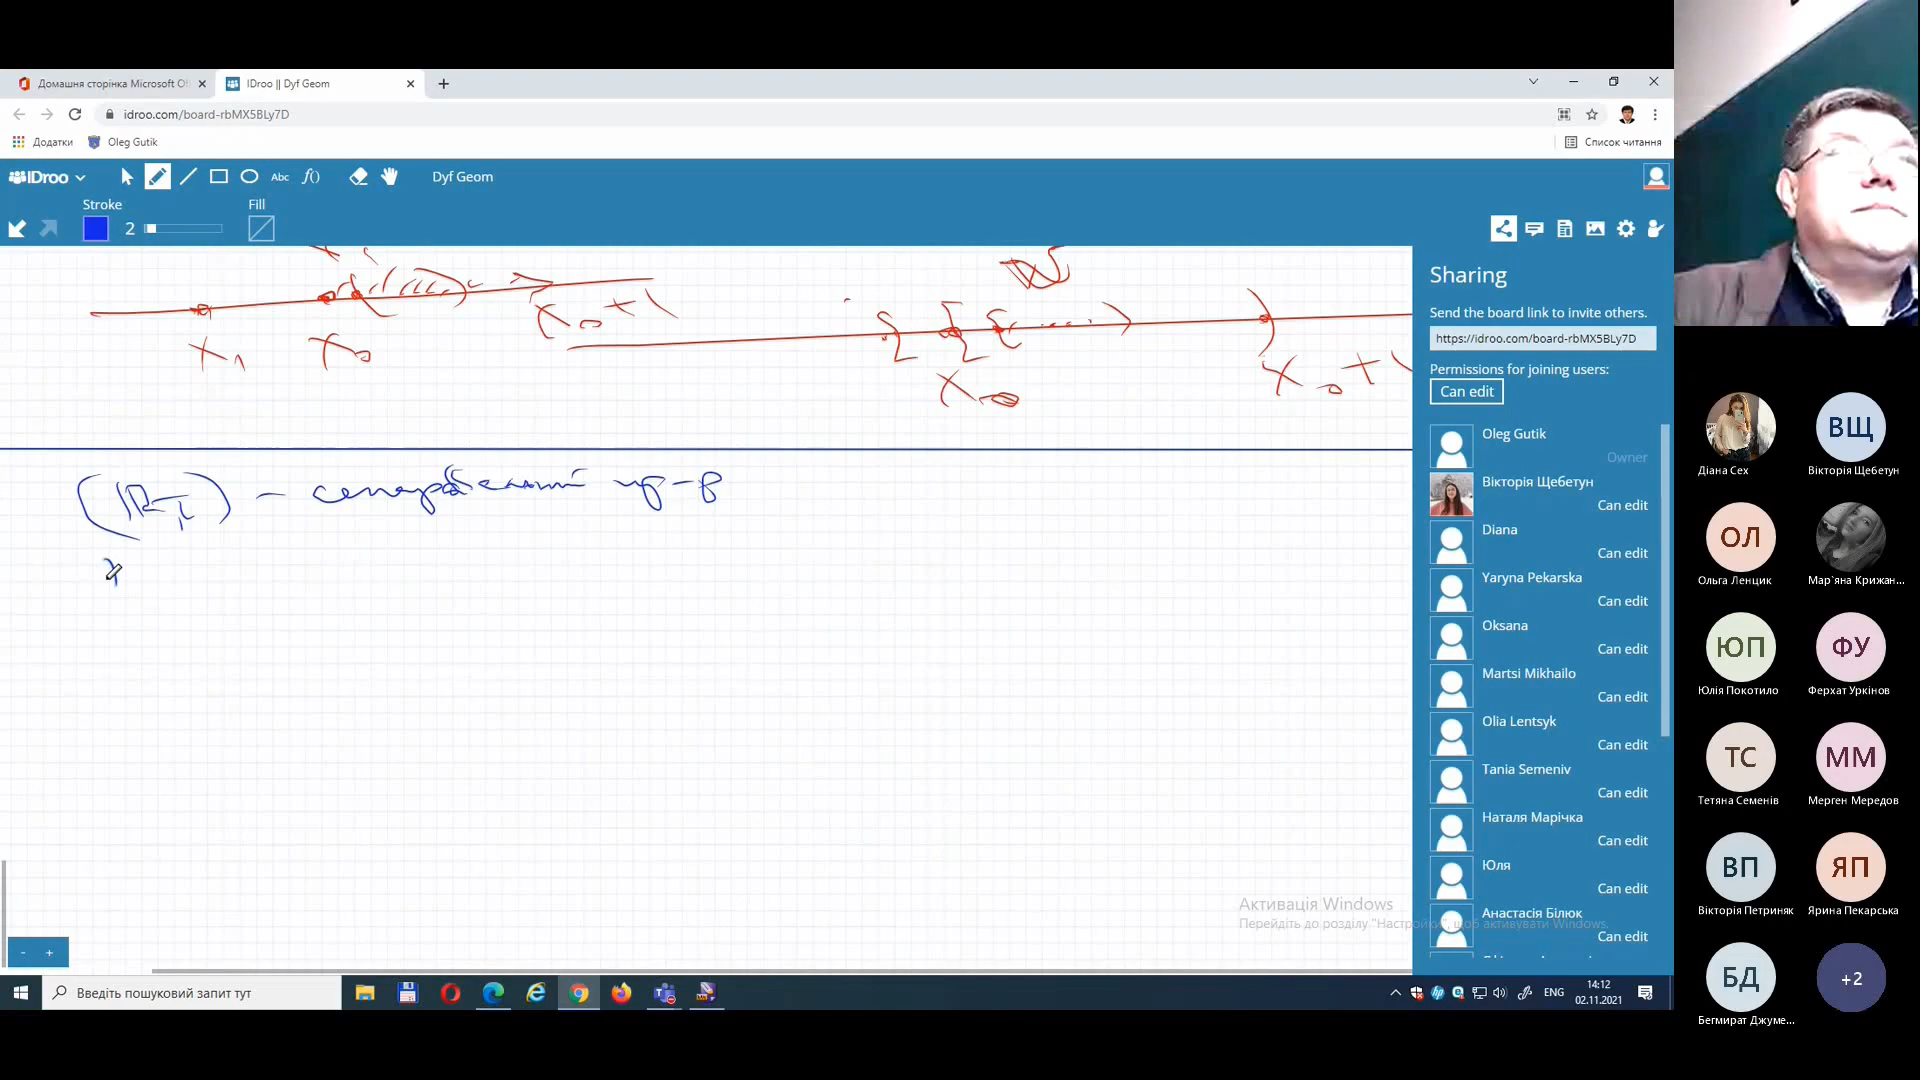 Домашня сторінка Microsoft Of
IDroo || Dyf Geom
idroo.com/board-rbMX5BLy7D
Додатки
Oleg Gutik
Список читання
IDroo
Abc
f()
Dyf Geom
Stroke
2
Fill
x₁
x₀
x₀+1
x₀
x₀+1
(ℝ,τ) – сепарабельний пр-р
Sharing
Send the board link to invite others.
https://idroo.com/board-rbMX5BLy7D
Permissions for joining users:
Can edit
Oleg Gutik
Owner
Вікторія Щебетун
Can edit
Diana
Can edit
Yaryna Pekarska
Can edit
Oksana
Can edit
Martsi Mikhailo
Can edit
Olia Lentsyk
Can edit
Tania Semeniv
Can edit
Наталя Марічка
Can edit
Юля
Can edit
Анастасія Білюк
Can edit
Активація Windows
Перейдіть до розділу "Настройки", щоб активувати Windows.
- +
Введіть пошуковий запит тут
ENG
14:12
02.11.2021
Діана Сех
ВЩ
Вікторія Щебетун
ОЛ
Ольга Ленцик
Мар`яна Крижан...
ЮП
Юлія Покотило
ФУ
Ферхат Уркінов
ТС
Тетяна Семенів
ММ
Мерген Мередов
ВП
Вікторія Петриняк
ЯП
Ярина Пекарська
БД
Бегмират Джуме...
+2